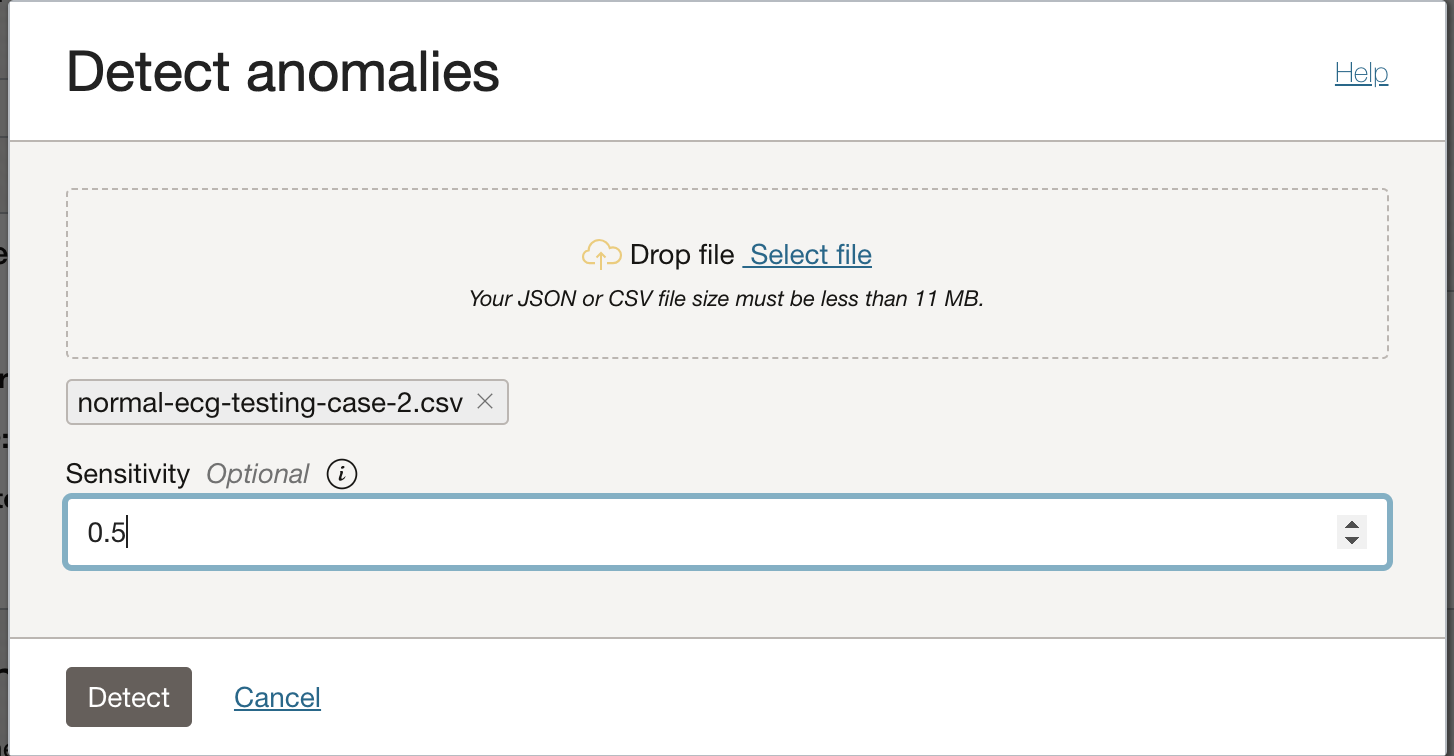 Detect anomalies
Help
Drop file Select file
Your JSON or CSV file size must be less than 11 MB.
normal-ecg-testing-case-2.csv
Sensitivity Optional
0.5
Detect Cancel